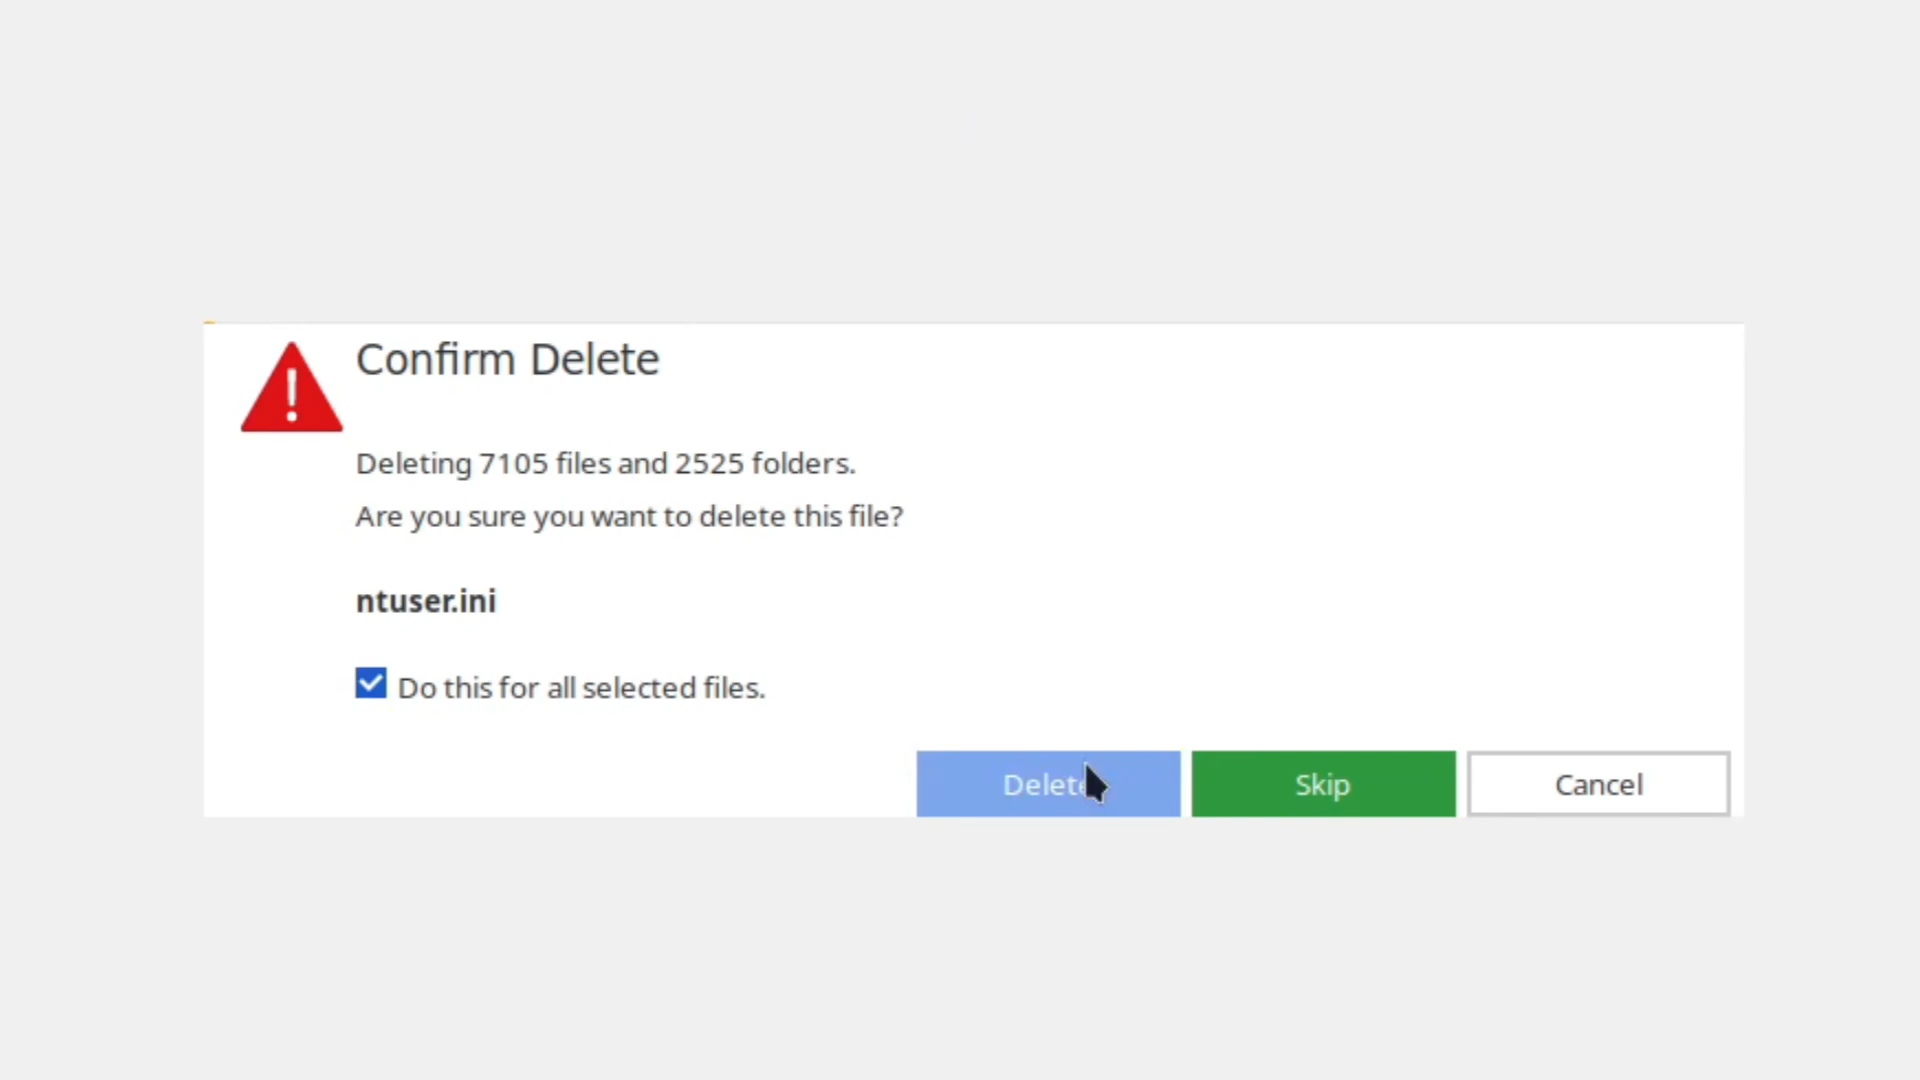 Confirm Delete
Deleting 7105 files and 2525 folders.
Are you sure you want to delete this file?
ntuser.ini
Do this for all selected files.
Delete Skip Cancel